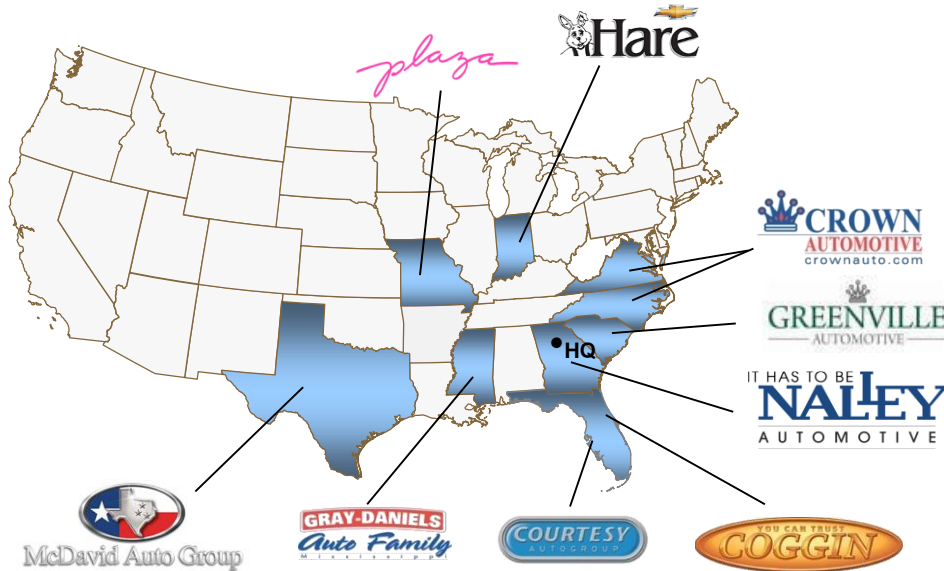 Hare
plaza
CROWN
AUTOMOTIVE
crownauto.com
GREENVILLE
AUTOMOTIVE
HQ
IT HAS TO BE
NALLEY
AUTOMOTIVE
McDavid Auto Group
GRAY-DANIELS
Auto Family
Mississippi
COURTESY
AUTOGROUP
YOU CAN TRUST
COGGIN